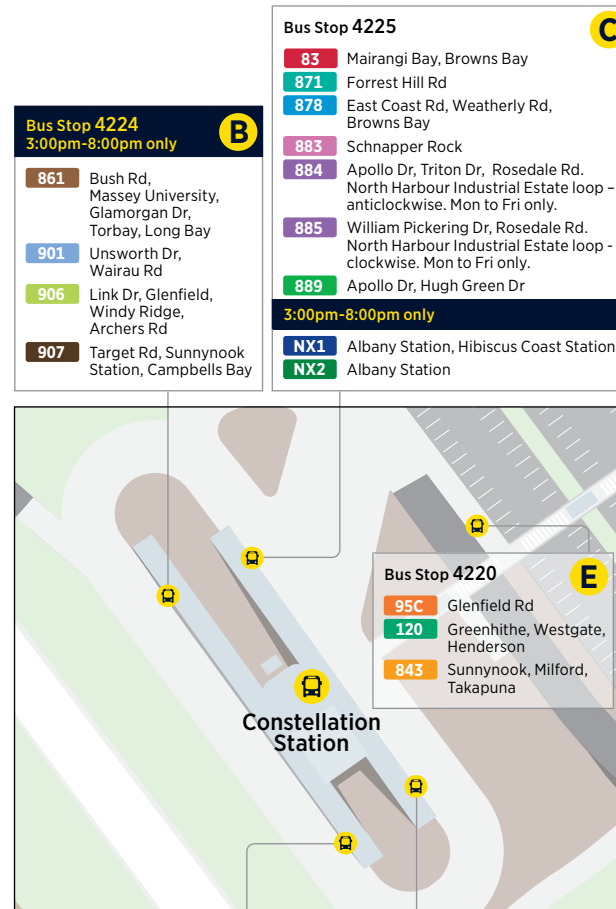 Bus Stop 4225
C
83 Mairangi Bay, Browns Bay
871 Forrest Hill Rd
878 East Coast Rd, Weatherly Rd,
Browns Bay
883 Schnapper Rock
884 Apollo Dr, Triton Dr, Rosedale Rd.
North Harbour Industrial Estate loop –
anticlockwise. Mon to Fri only.
885 William Pickering Dr, Rosedale Rd.
North Harbour Industrial Estate loop -
clockwise. Mon to Fri only.
889 Apollo Dr, Hugh Green Dr
3:00pm-8:00pm only
NX1 Albany Station, Hibiscus Coast Station
NX2 Albany Station
Bus Stop 4224
3:00pm-8:00pm only
B
861 Bush Rd,
Massey University,
Glamorgan Dr,
Torbay, Long Bay
901 Unsworth Dr,
Wairau Rd
906 Link Dr, Glenfield,
Windy Ridge,
Archers Rd
907 Target Rd, Sunnynook
Station, Campbells Bay
Bus Stop 4220
E
95C Glenfield Rd
120 Greenhithe, Westgate,
Henderson
843 Sunnynook, Milford,
Takapuna
Constellation
Station